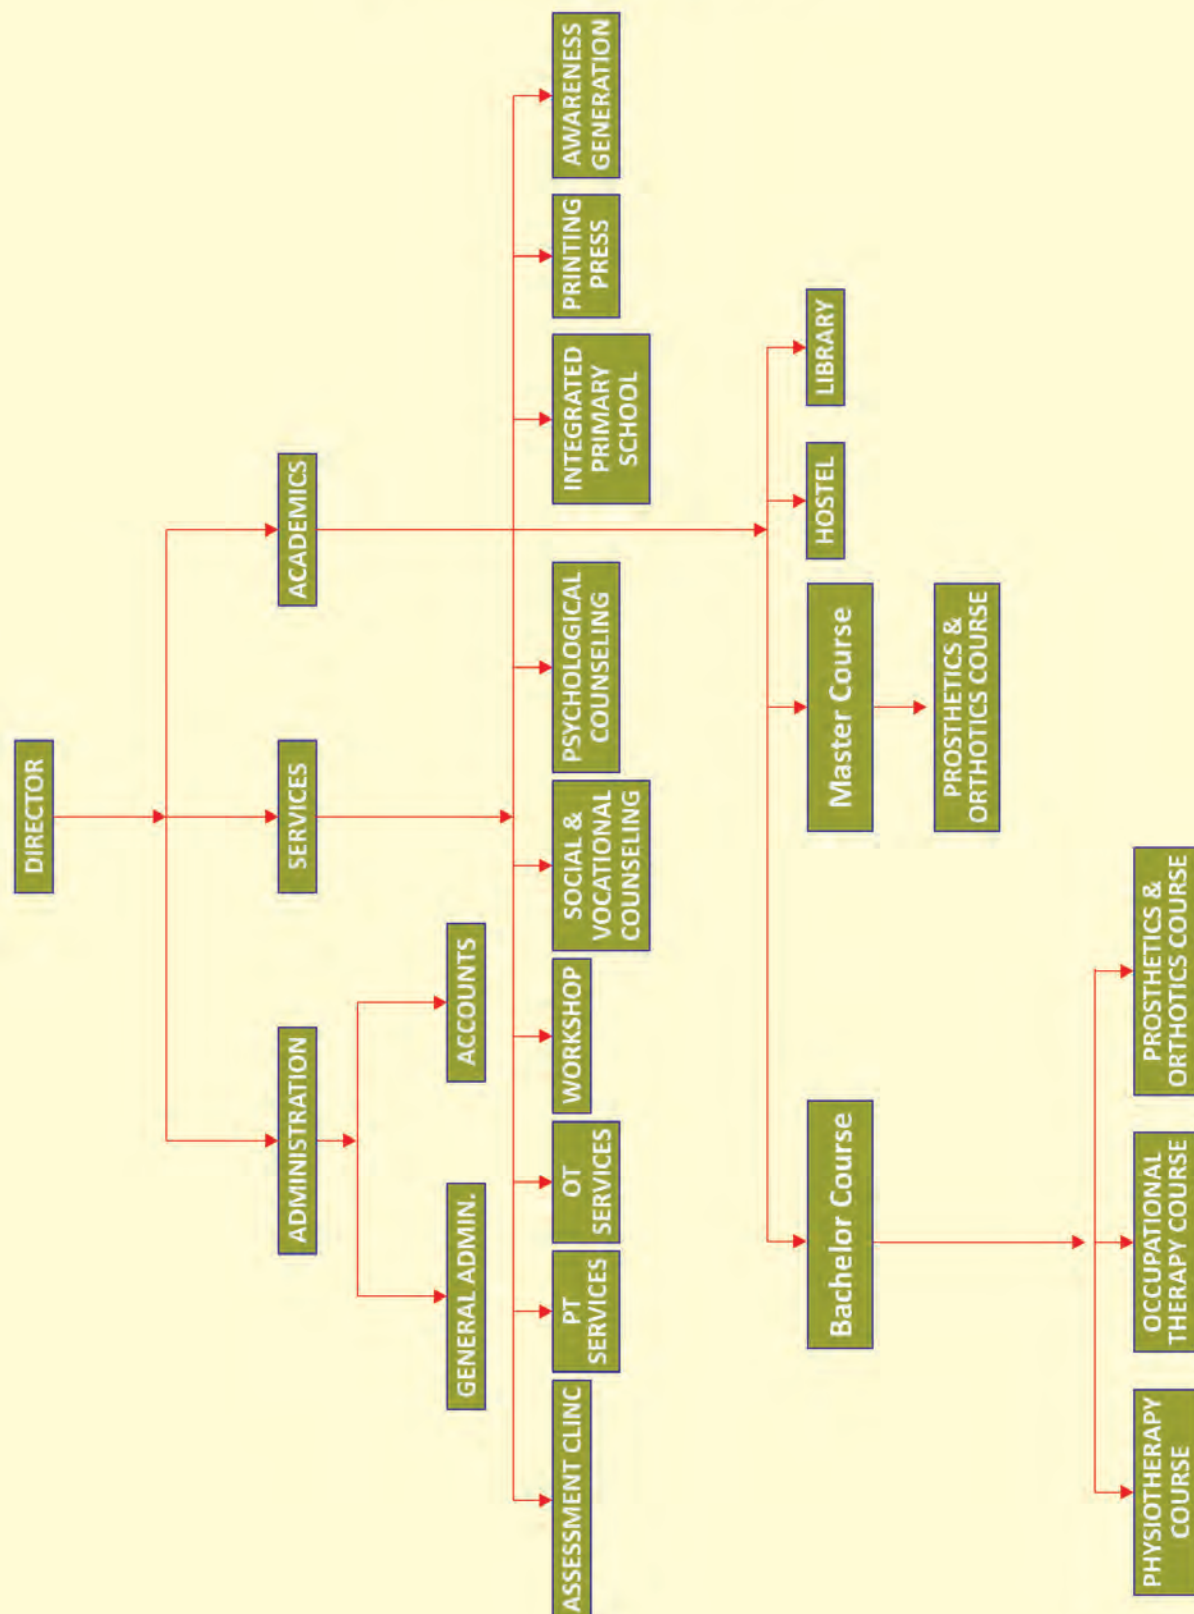 DIRECTOR
ADMINISTRATION
SERVICES
ACADEMICS
GENERAL ADMIN.
ACCOUNTS
ASSESSMENT CLINC
PT
SERVICES
OT
SERVICES
WORKSHOP
SOCIAL &
VOCATIONAL
COUNSELING
PSYCHOLOGICAL
COUNSELING
INTEGRATED
PRIMARY
SCHOOL
PRINTING
PRESS
AWARENESS
GENERATION
Bachelor Course
Master Course
HOSTEL
LIBRARY
PROSTHETICS &
ORTHOTICS COURSE
PHYSIOTHERAPY
COURSE
OCCUPATIONAL
THERAPY COURSE
PROSTHETICS &
ORTHOTICS COURSE